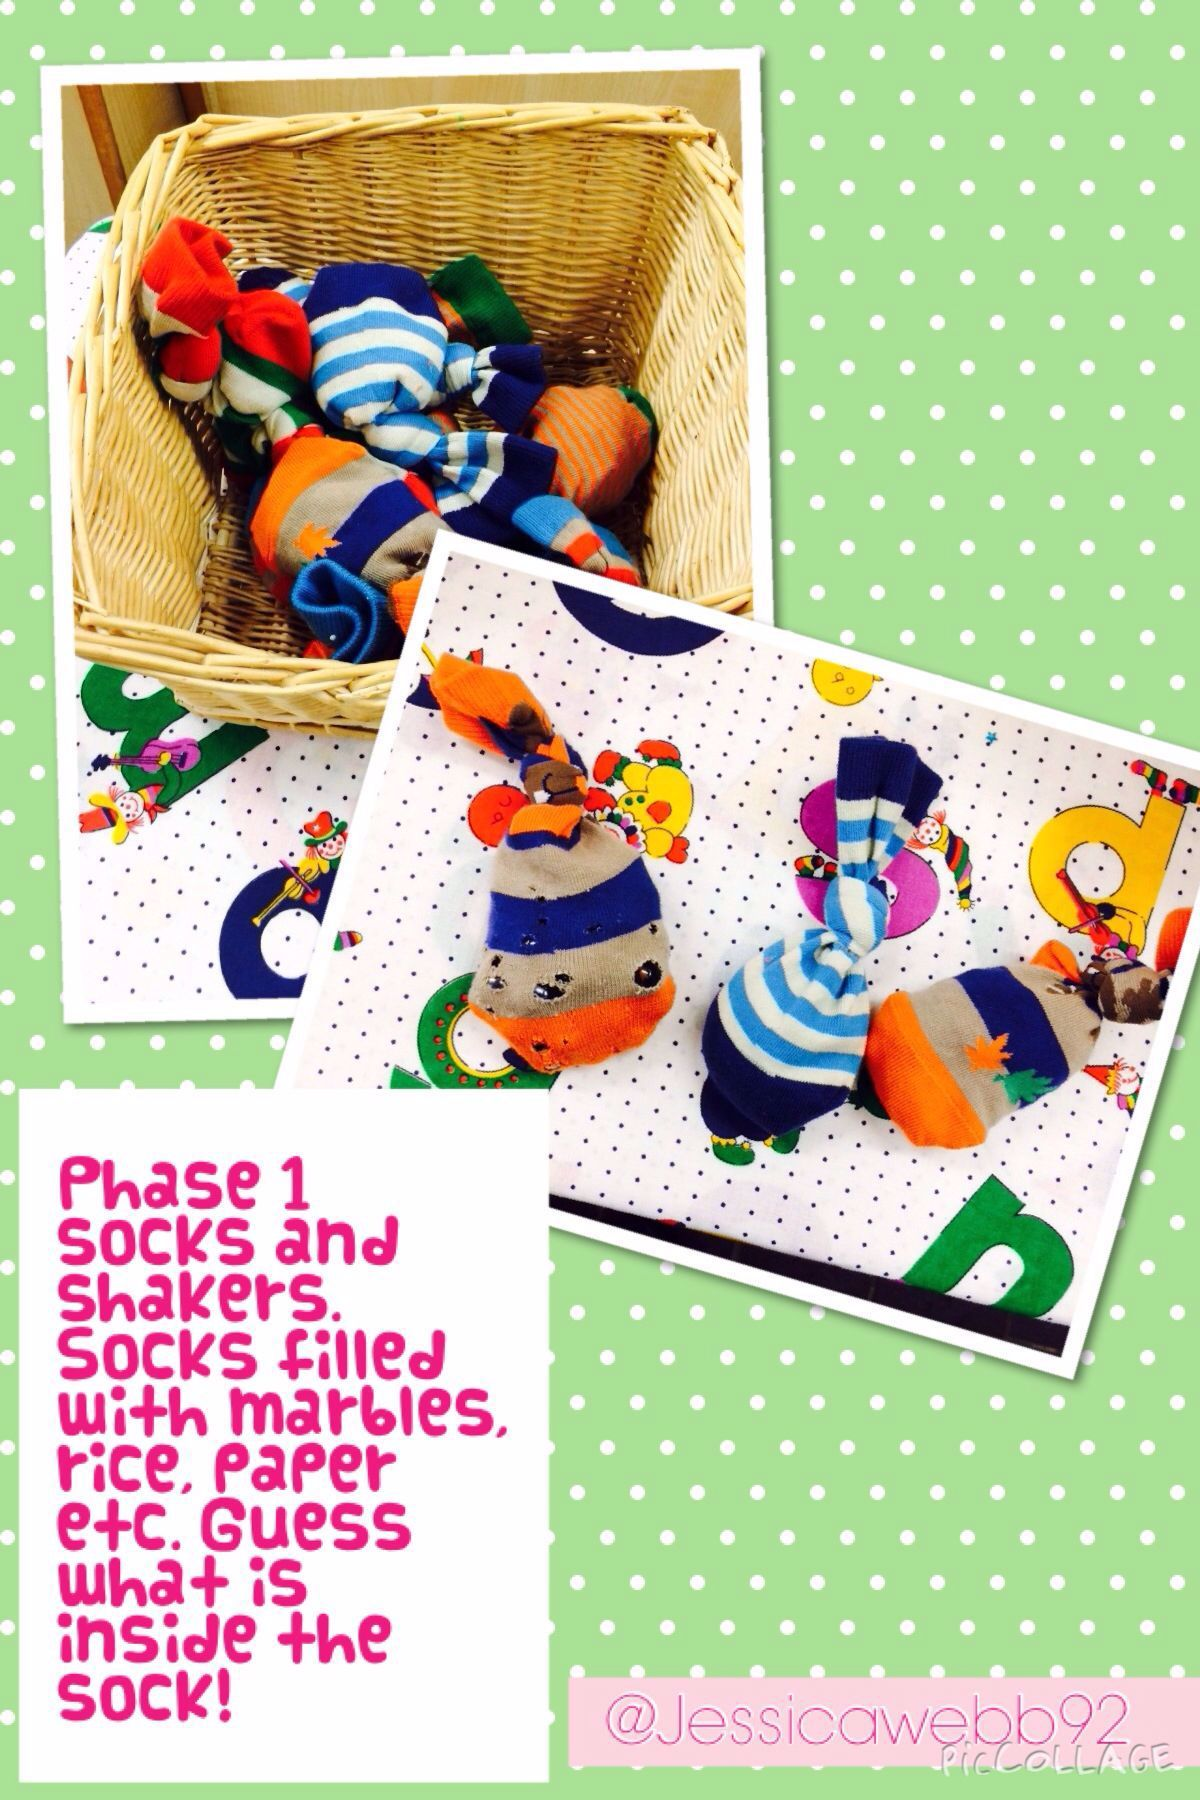 Phase 1
socks and
shakers.
Socks filled
with marbles,
rice, paper
etc. Guess
what is
inside the
sock!
@Jessicawebb92
PicCOLLAGE